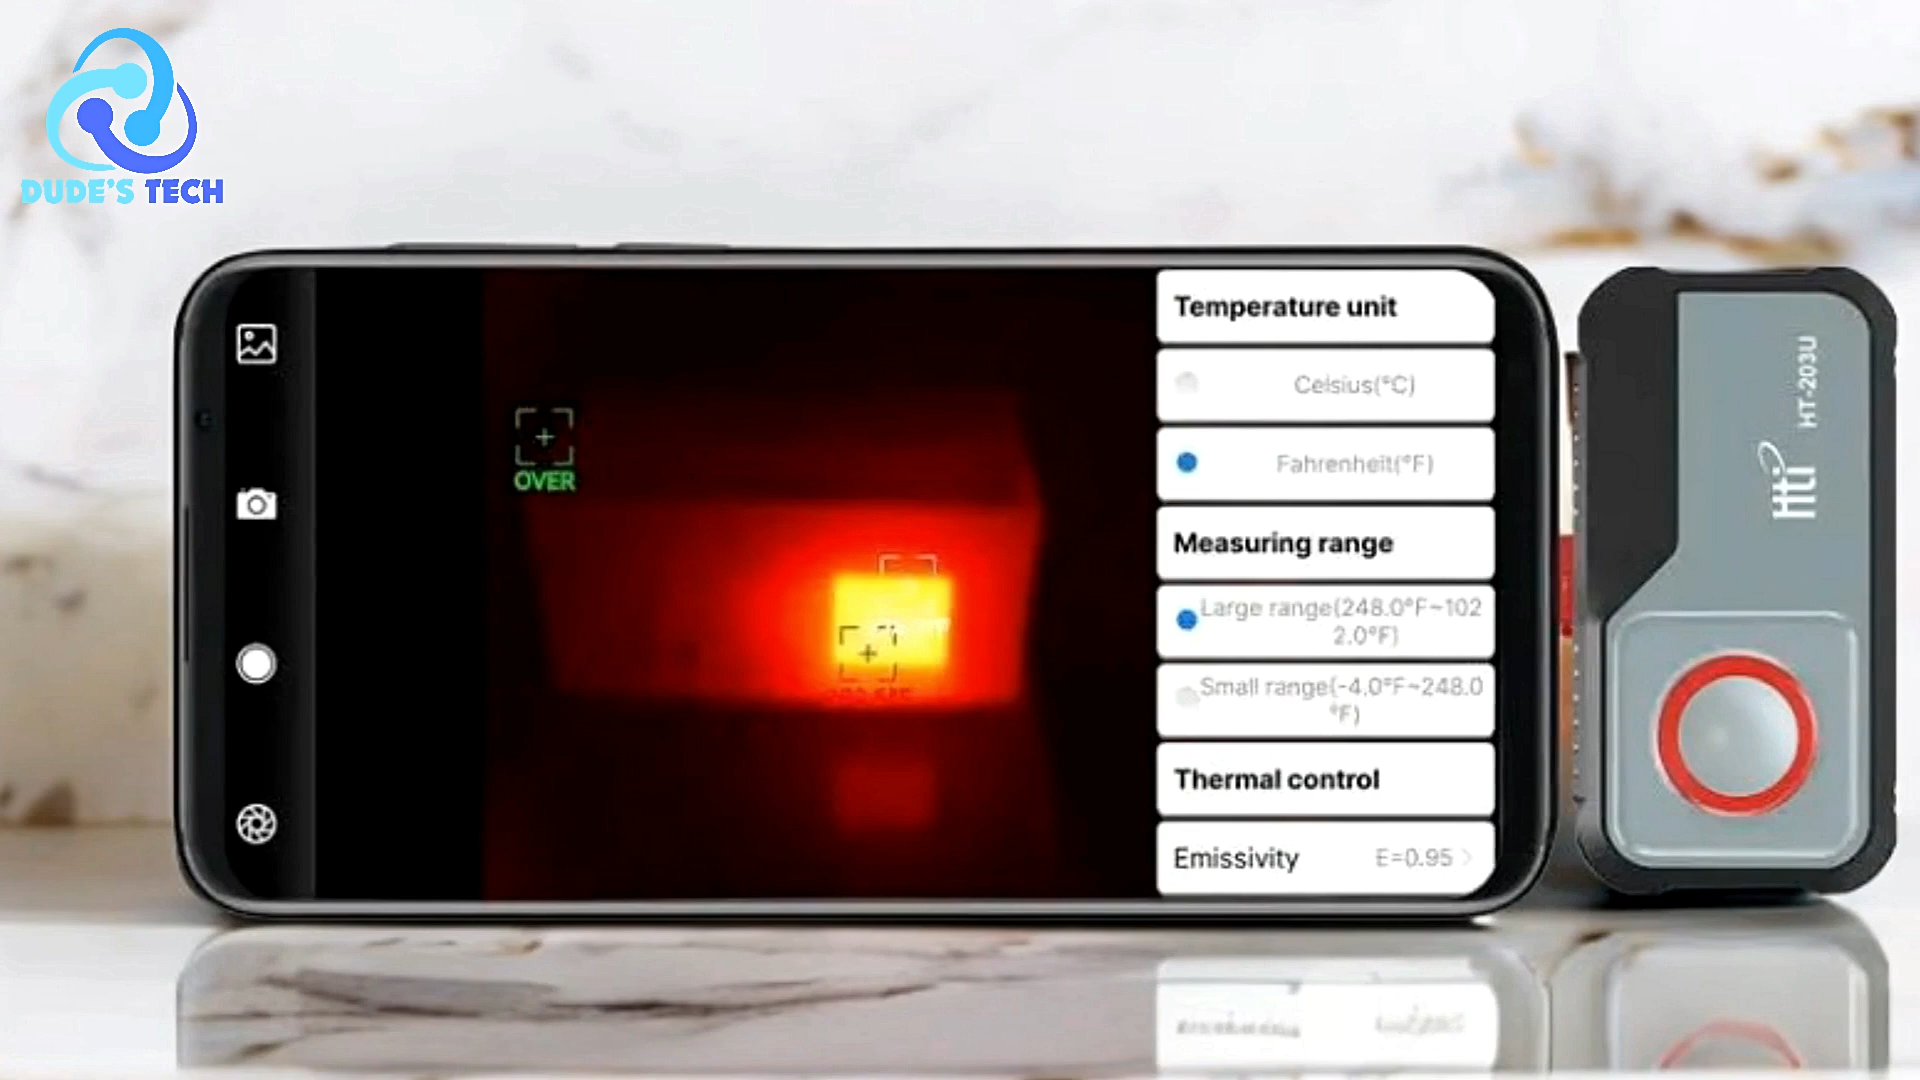 DUDE'S TECH
Temperature unit
Celsius(°C)
OVER
Fahrenheit(°F)
Measuring range
Large range(248.0°F~102
2.0°F)
Small range(-4.0°F~248.0
°F)
Thermal control
Emissivity E=0.95
Hti HT-203U